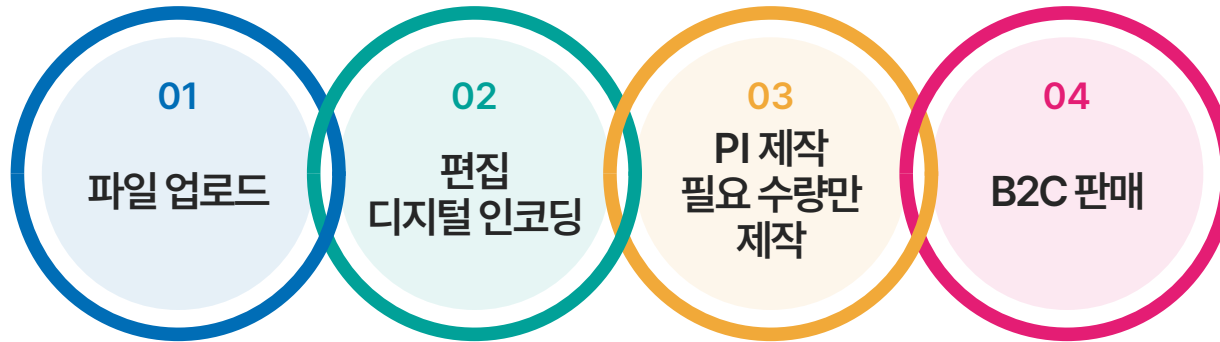 01
파일 업로드
02
편집
디지털 인코딩
03
PI 제작
필요 수량만
제작
04
B2C 판매